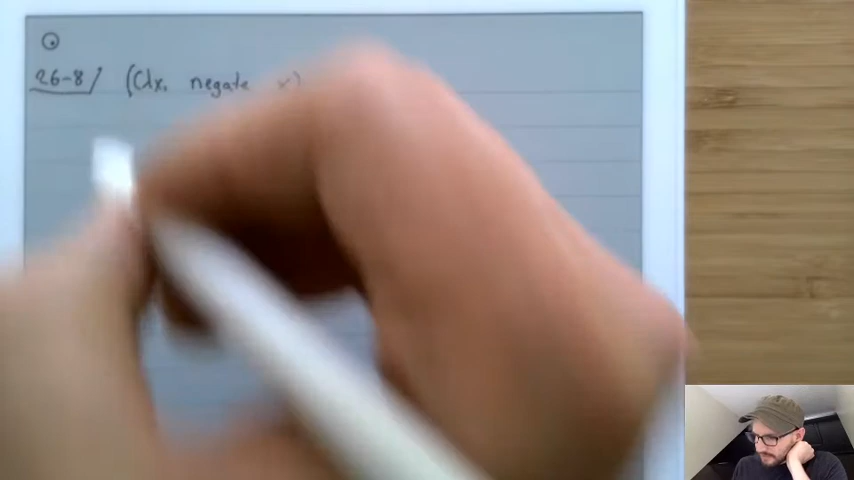 26-8/ (Clx, negate x)